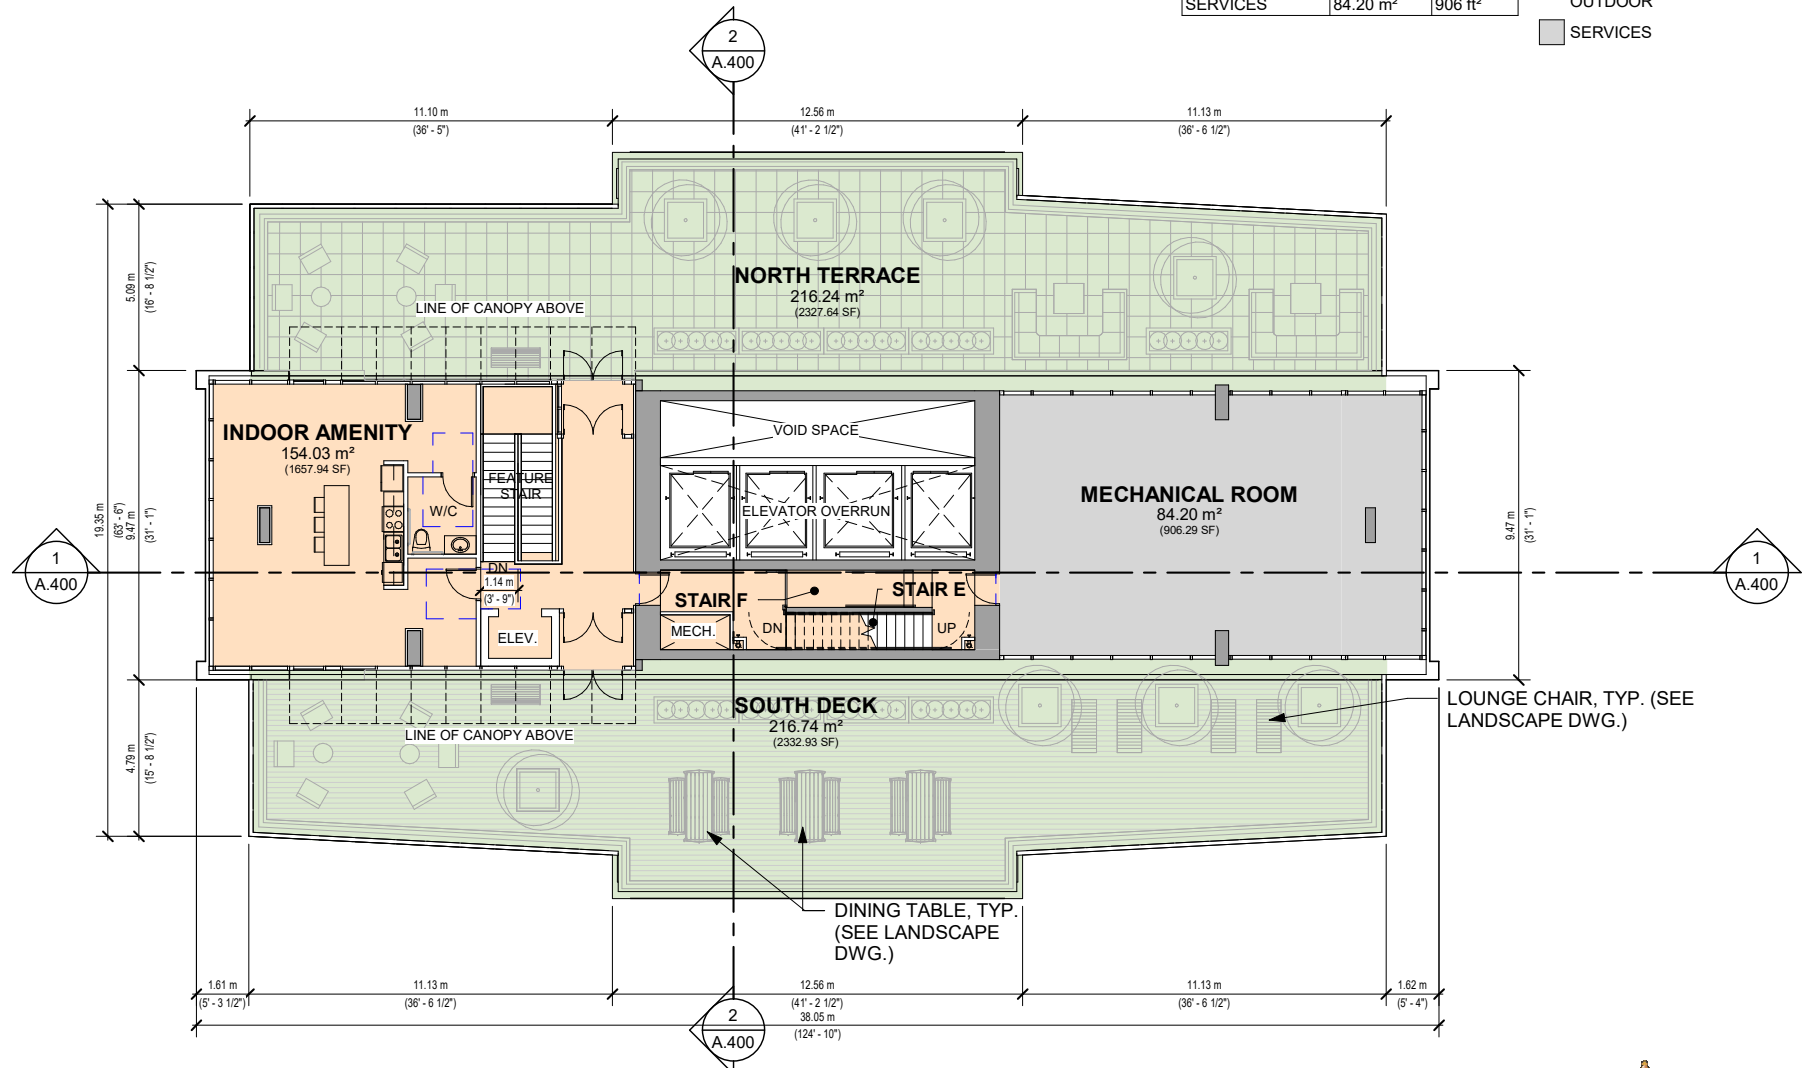 SERVICES 84.20 m² 906 ft²
OUTDOOR
SERVICES
2
A.400
11.10 m
(36' - 5")
12.56 m
(41' - 2 1/2")
11.13 m
(36' - 6 1/2")
5.09 m
(16' - 8 1/2")
19.35 m
(63' - 6")
9.47 m
(31' - 1")
4.79 m
(15' - 8 1/2")
NORTH TERRACE
216.24 m²
(2327.64 SF)
LINE OF CANOPY ABOVE
INDOOR AMENITY
154.03 m²
(1657.94 SF)
FEATURE
STAIR
W/C
DN
1.14 m
(3' - 9")
ELEV.
VOID SPACE
ELEVATOR OVERRUN
MECHANICAL ROOM
84.20 m²
(906.29 SF)
9.47 m
(31' - 1")
1
A.400
1
A.400
STAIR F
STAIR E
MECH.
DN
UP
SOUTH DECK
216.74 m²
(2332.93 SF)
LINE OF CANOPY ABOVE
LOUNGE CHAIR, TYP. (SEE
LANDSCAPE DWG.)
DINING TABLE, TYP.
(SEE LANDSCAPE
DWG.)
1.61 m
(5' - 3 1/2")
11.13 m
(36' - 6 1/2")
12.56 m
(41' - 2 1/2")
11.13 m
(36' - 6 1/2")
1.62 m
(5' - 4")
38.05 m
(124' - 10")
2
A.400